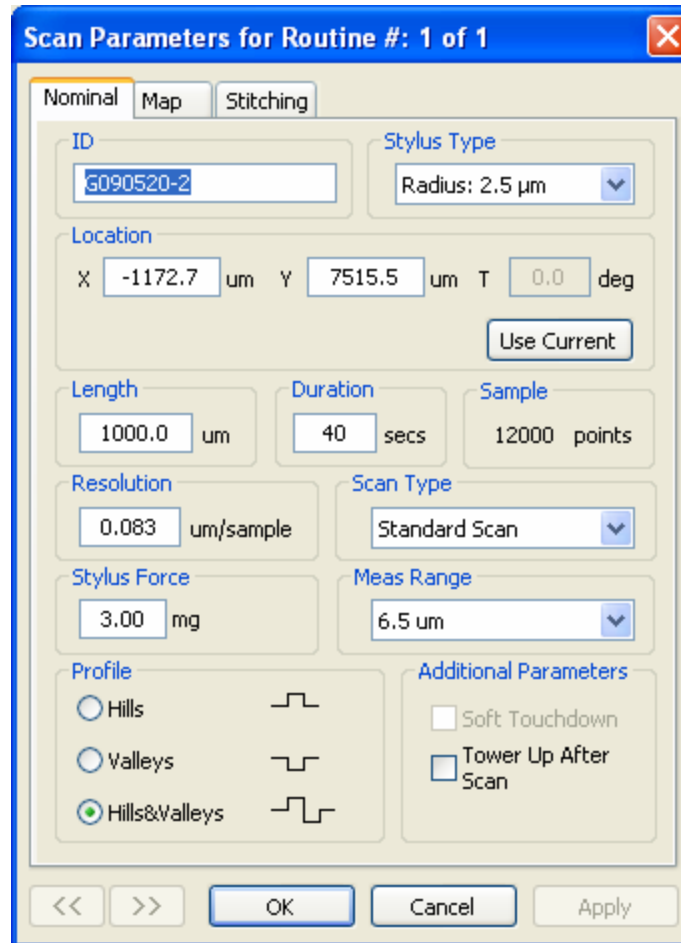 Scan Parameters for Routine #: 1 of 1
Nominal Map Stitching
ID Stylus Type
G090520-2 Radius: 2.5 µm
Location
X -1172.7 um Y 7515.5 um T 0.0 deg
Use Current
Length Duration Sample
1000.0 um 40 secs 12000 points
Resolution Scan Type
0.083 um/sample Standard Scan
Stylus Force Meas Range
3.00 mg 6.5 um
Profile Additional Parameters
Hills Soft Touchdown
Valleys Tower Up After
Scan
Hills&Valleys
<< >> OK Cancel Apply